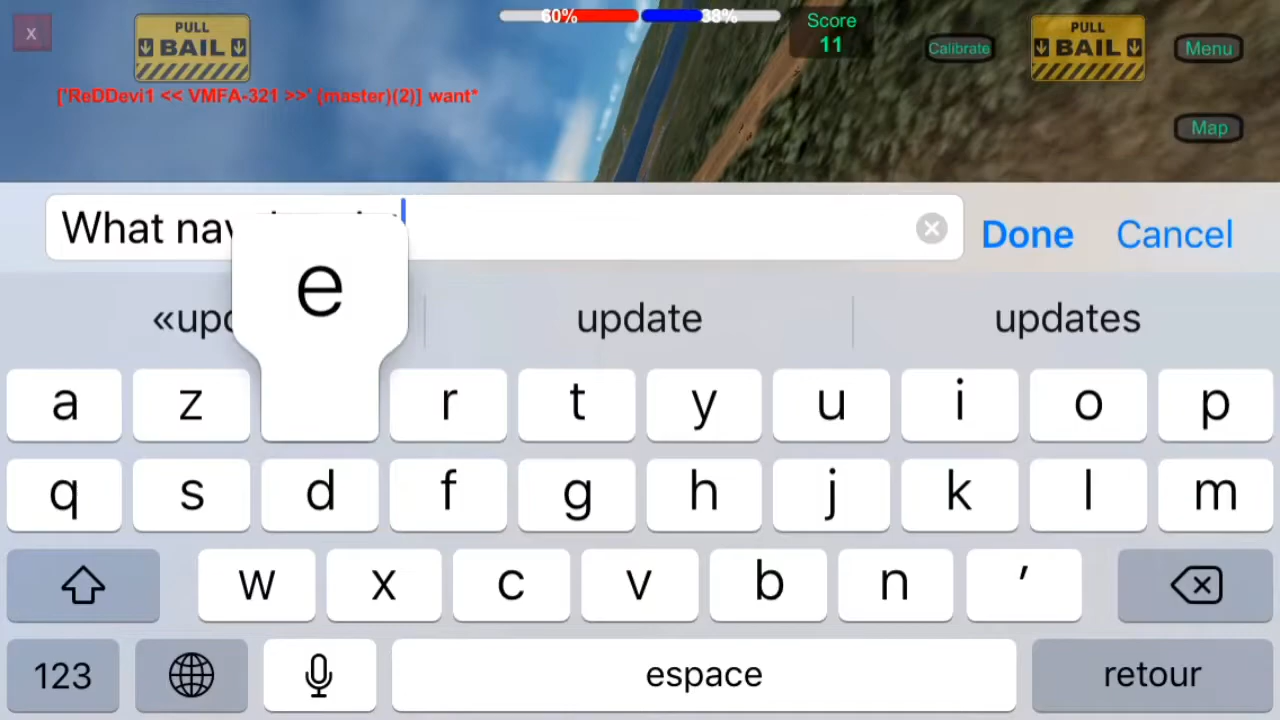 x
PULL
BAIL
60%
38%
Score
11
Calibrate
PULL
BAIL
Menu
['ReDDevi1 << VMFA-321 >>' (master)(2)] want*
Map
What
Done
Cancel
e
update
updates
a z r t y u i o p
q s d f g h j k l m
w x c v b n ′
123
espace
retour